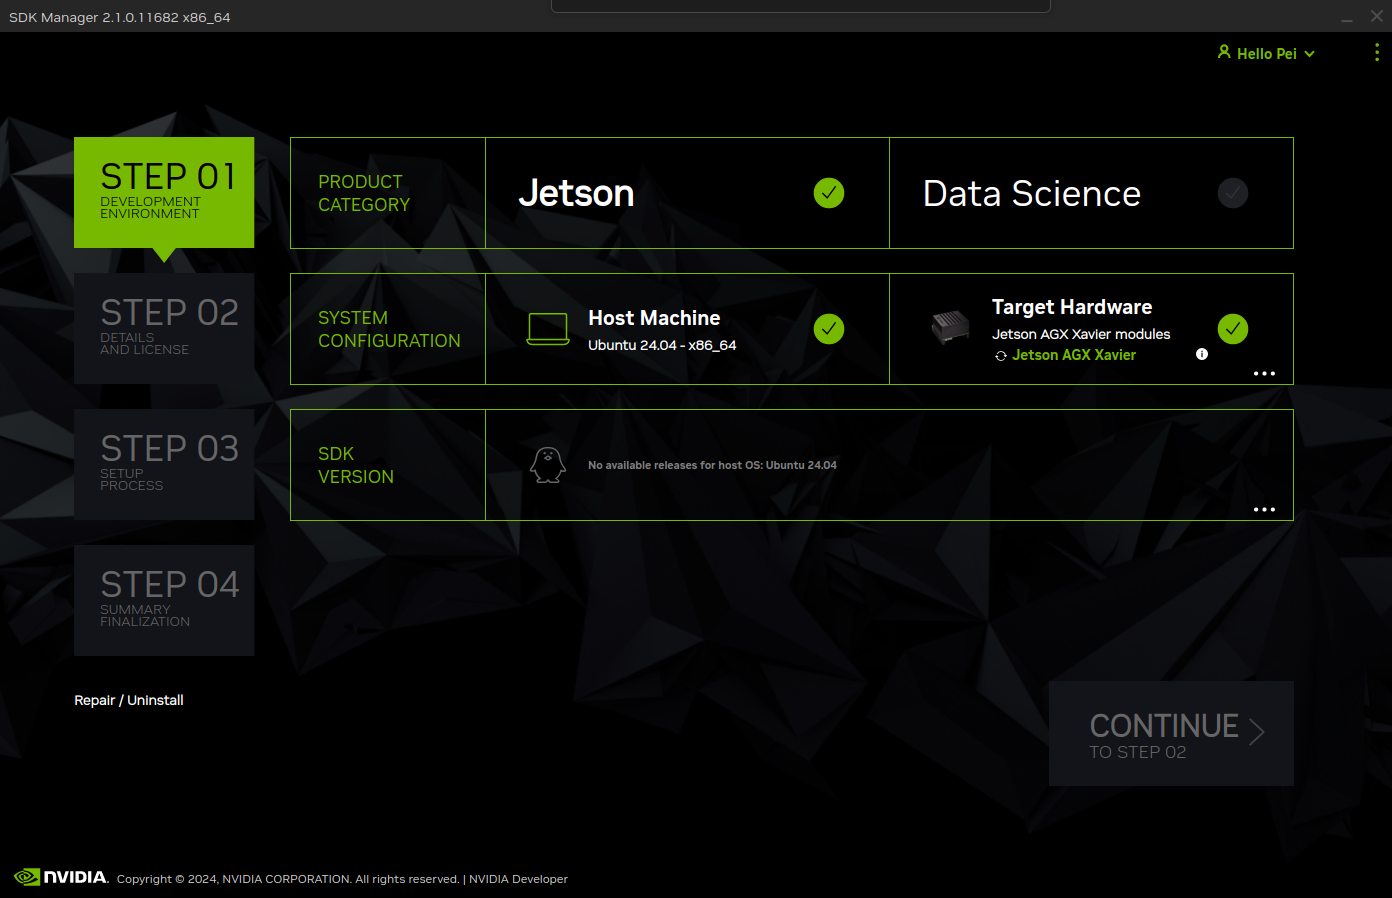 SDK Manager 2.1.0.11682 x86_64
Hello Pei
STEP 01
DEVELOPMENT
ENVIRONMENT
PRODUCT
CATEGORY
Jetson
Data Science
STEP 02
DETAILS
AND LICENSE
SYSTEM
CONFIGURATION
Host Machine
Ubuntu 24.04 - x86_64
Target Hardware
Jetson AGX Xavier modules
Jetson AGX Xavier
STEP 03
SETUP
PROCESS
SDK
VERSION
No available releases for host OS: Ubuntu 24.04
STEP 04
SUMMARY
FINALIZATION
Repair / Uninstall
CONTINUE
TO STEP 02
NVIDIA. Copyright © 2024, NVIDIA CORPORATION. All rights reserved. | NVIDIA Developer